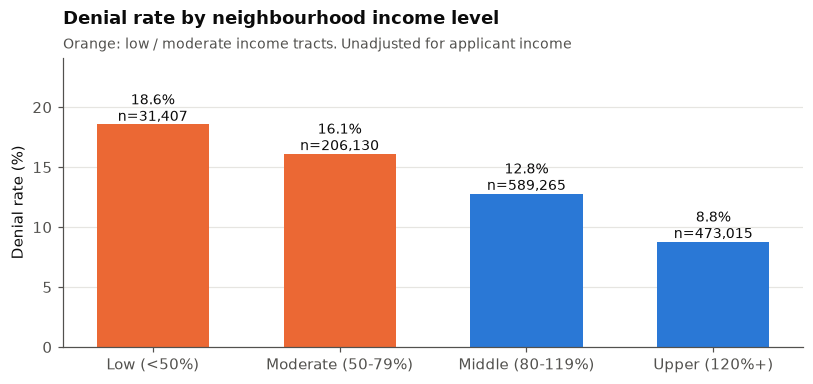 Denial rate by neighbourhood income level
Orange: low / moderate income tracts. Unadjusted for applicant income
Denial rate (%)
20
15
10
5
0
18.6%
n=31,407
16.1%
n=206,130
12.8%
n=589,265
8.8%
n=473,015
Low (<50%)
Moderate (50-79%)
Middle (80-119%)
Upper (120%+)